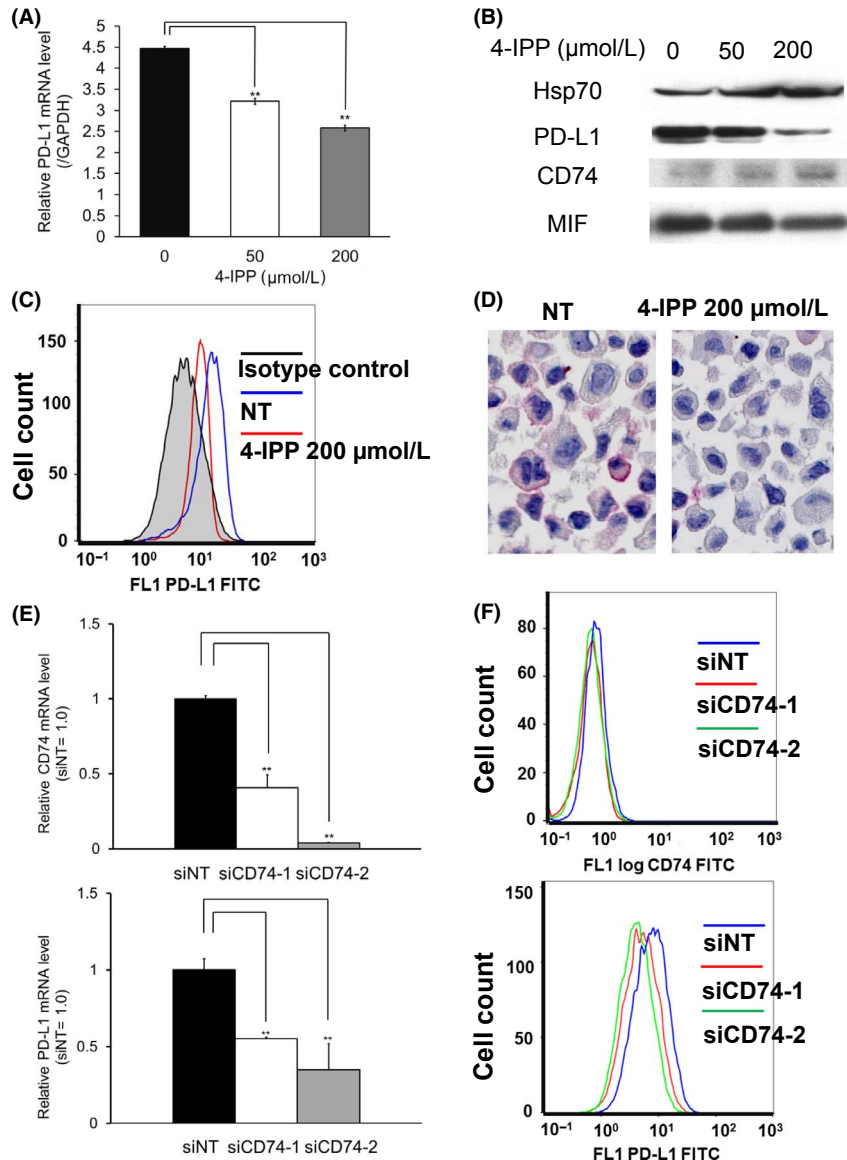 (A)
Relative PD-L1 mRNA level
(/GAPDH)
4.5
4.5
3.5
3.5
2.5
2.5
1.5
1.5
0.5
0
**
**
0 50 200
4-IPP (µmol/L)
(B)
4-IPP (µmol/L) 0 50 200
Hsp70
PD-L1
CD74
MIF
(C)
Cell count
150
100
50
0
Isotype control
NT
4-IPP 200 µmol/L
10⁻¹ 10⁰ 10¹ 10² 10³
FL1 PD-L1 FITC
(D)
NT 4-IPP 200 µmol/L
(E)
Relative CD74 mRNA level
(siNT= 1.0)
1.5
1
0.5
0
**
**
siNT siCD74-1 siCD74-2
Relative PD-L1 mRNA level
(siNT= 1.0)
1.5
1
0.5
0
**
**
siNT siCD74-1 siCD74-2
(F)
Cell count
80
60
40
20
0
siNT
siCD74-1
siCD74-2
10⁻¹ 10⁰ 10¹ 10² 10³
FL1 log CD74 FITC
Cell count
150
100
50
0
siNT
siCD74-1
siCD74-2
10⁻¹ 10⁰ 10¹ 10² 10³
FL1 PD-L1 FITC